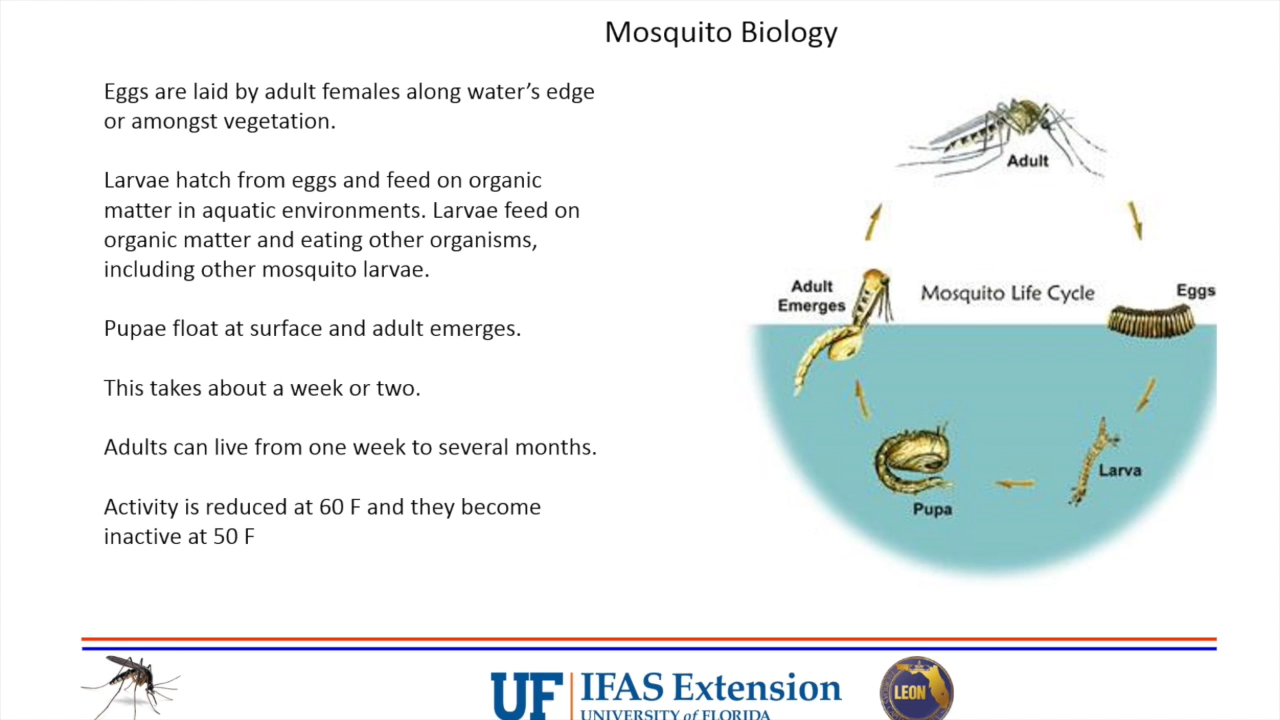 Mosquito Biology
Eggs are laid by adult females along water’s edge
or amongst vegetation.
Larvae hatch from eggs and feed on organic
matter in aquatic environments. Larvae feed on
organic matter and eating other organisms,
including other mosquito larvae.
Pupae float at surface and adult emerges.
This takes about a week or two.
Adults can live from one week to several months.
Activity is reduced at 60 F and they become
inactive at 50 F
Adult
Adult
Emerges
Mosquito Life Cycle
Eggs
Larva
Pupa
UF IFAS Extension
UNIVERSITY of FLORIDA
LEON